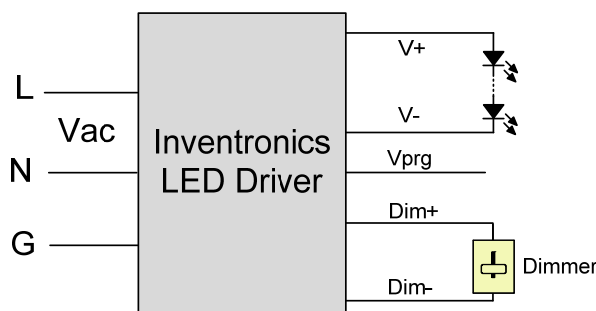 L
Vac
N
G
Inventronics
LED Driver
V+
V-
Vprg
Dim+
Dim-
Dimmer